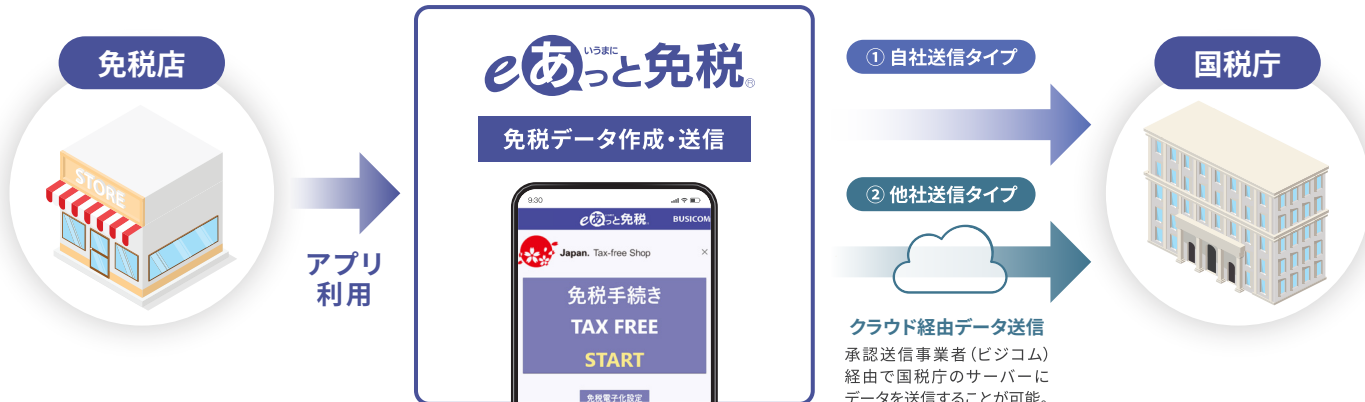 免税店
STORE
アプリ
利用
いうまに
eあっと免税®
免税データ作成・送信
9:30
eあっと免税 BUSICOM
Japan. Tax-free Shop ×
免税手続き
TAX FREE
START
免税電子化設定
① 自社送信タイプ
② 他社送信タイプ
クラウド経由データ送信
承認送信事業者（ビジコム）
経由で国税庁のサーバーに
データを送信することが可能。
国税庁